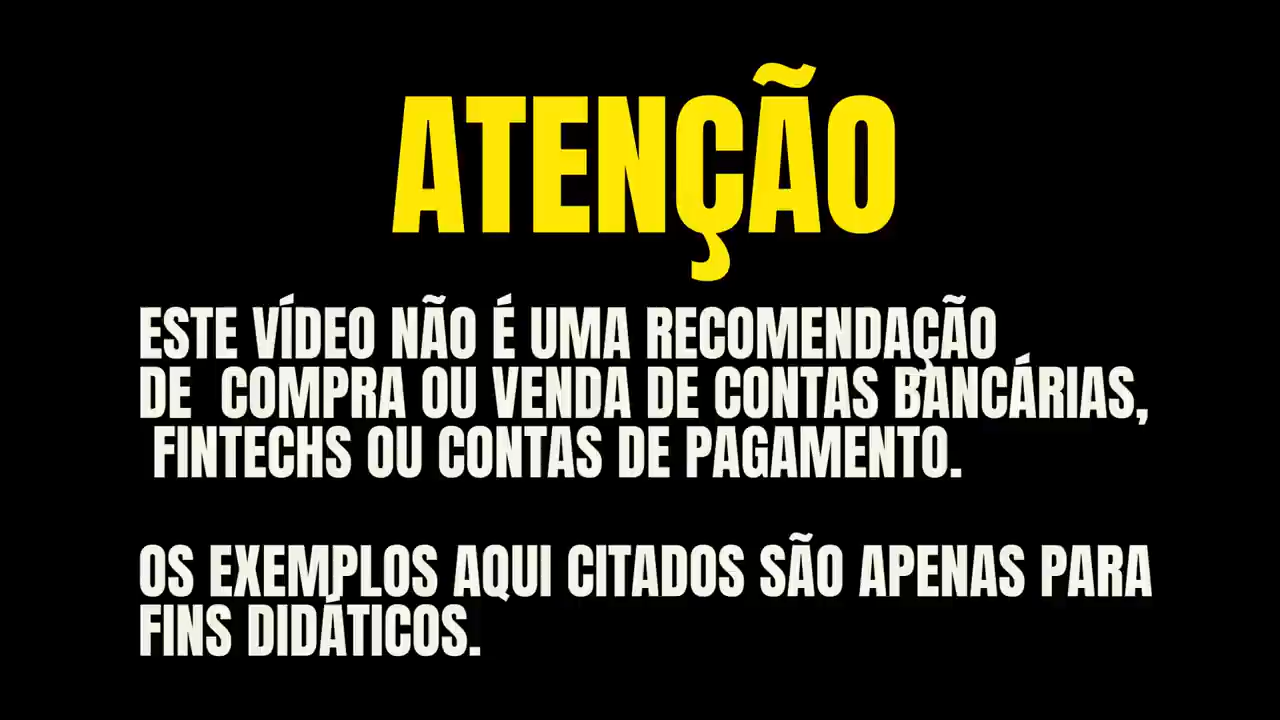 ATENÇÃO
ESTE VÍDEO NÃO É UMA RECOMENDAÇÃO
DE COMPRA OU VENDA DE CONTAS BANCÁRIAS,
FINTECHS OU CONTAS DE PAGAMENTO.
OS EXEMPLOS AQUI CITADOS SÃO APENAS PARA
FINS DIDÁTICOS.